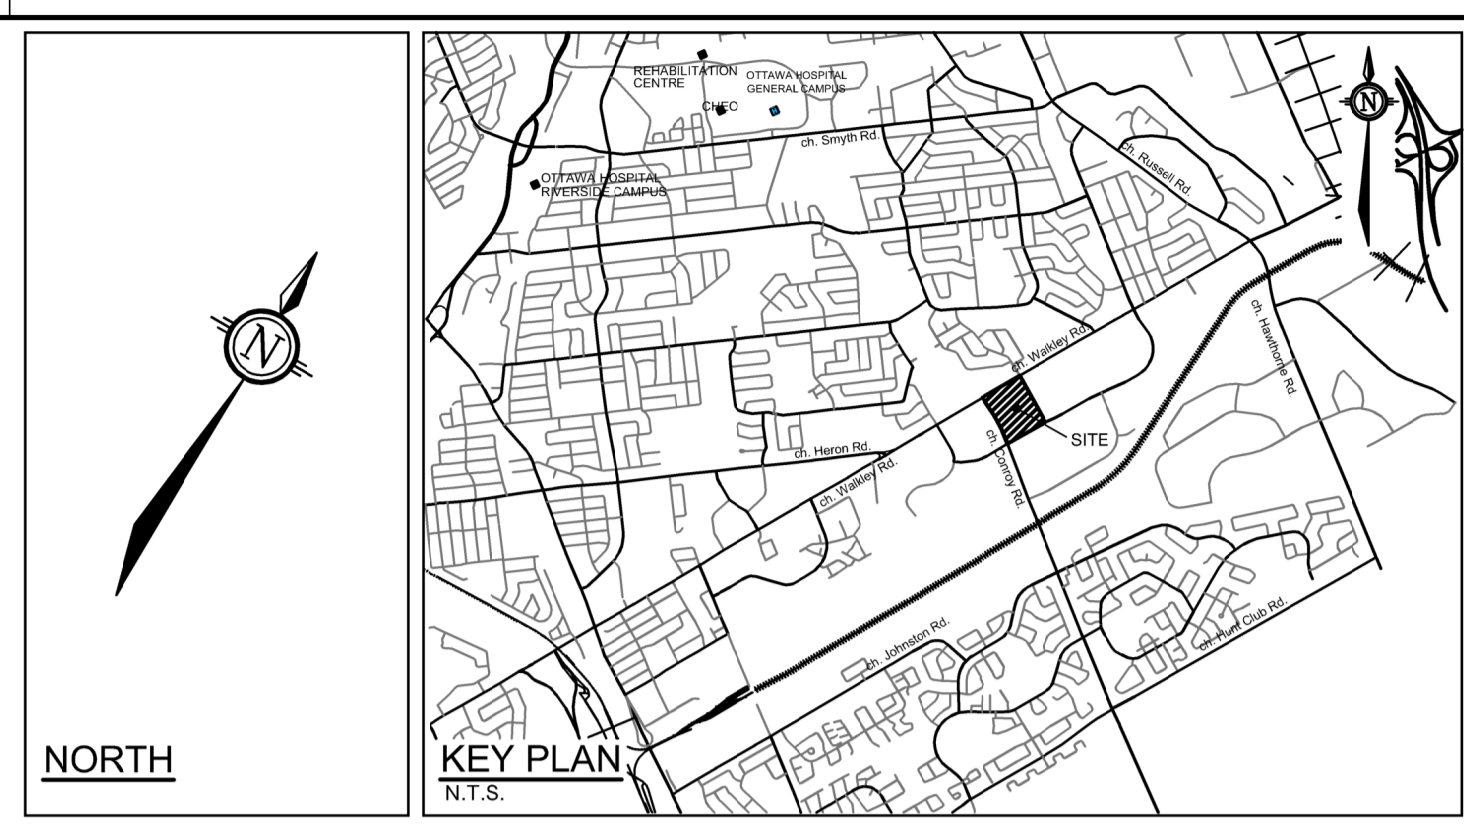 N
NORTH
REHABILITATION
CENTRE
OTTAWA HOSPITAL
GENERAL CAMPUS
CHEO
H
N
ch. Smyth Rd.
ch. Russell Rd.
OTTAWA HOSPITAL
RIVERSIDE CAMPUS
ch. Walkley Rd.
ch. Hawthorne Rd.
SITE
ch. Conroy Rd.
ch. Heron Rd.
ch. Walkley Rd.
ch. Johnston Rd.
ch. Hunt Club Rd.
KEY PLAN
N.T.S.